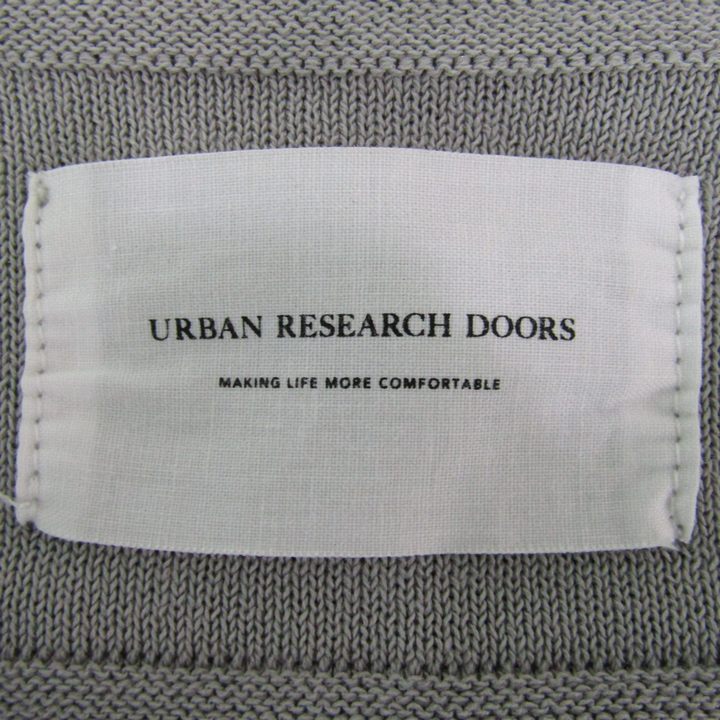 URBAN RESEARCH DOORS
MAKING LIFE MORE COMFORTABLE